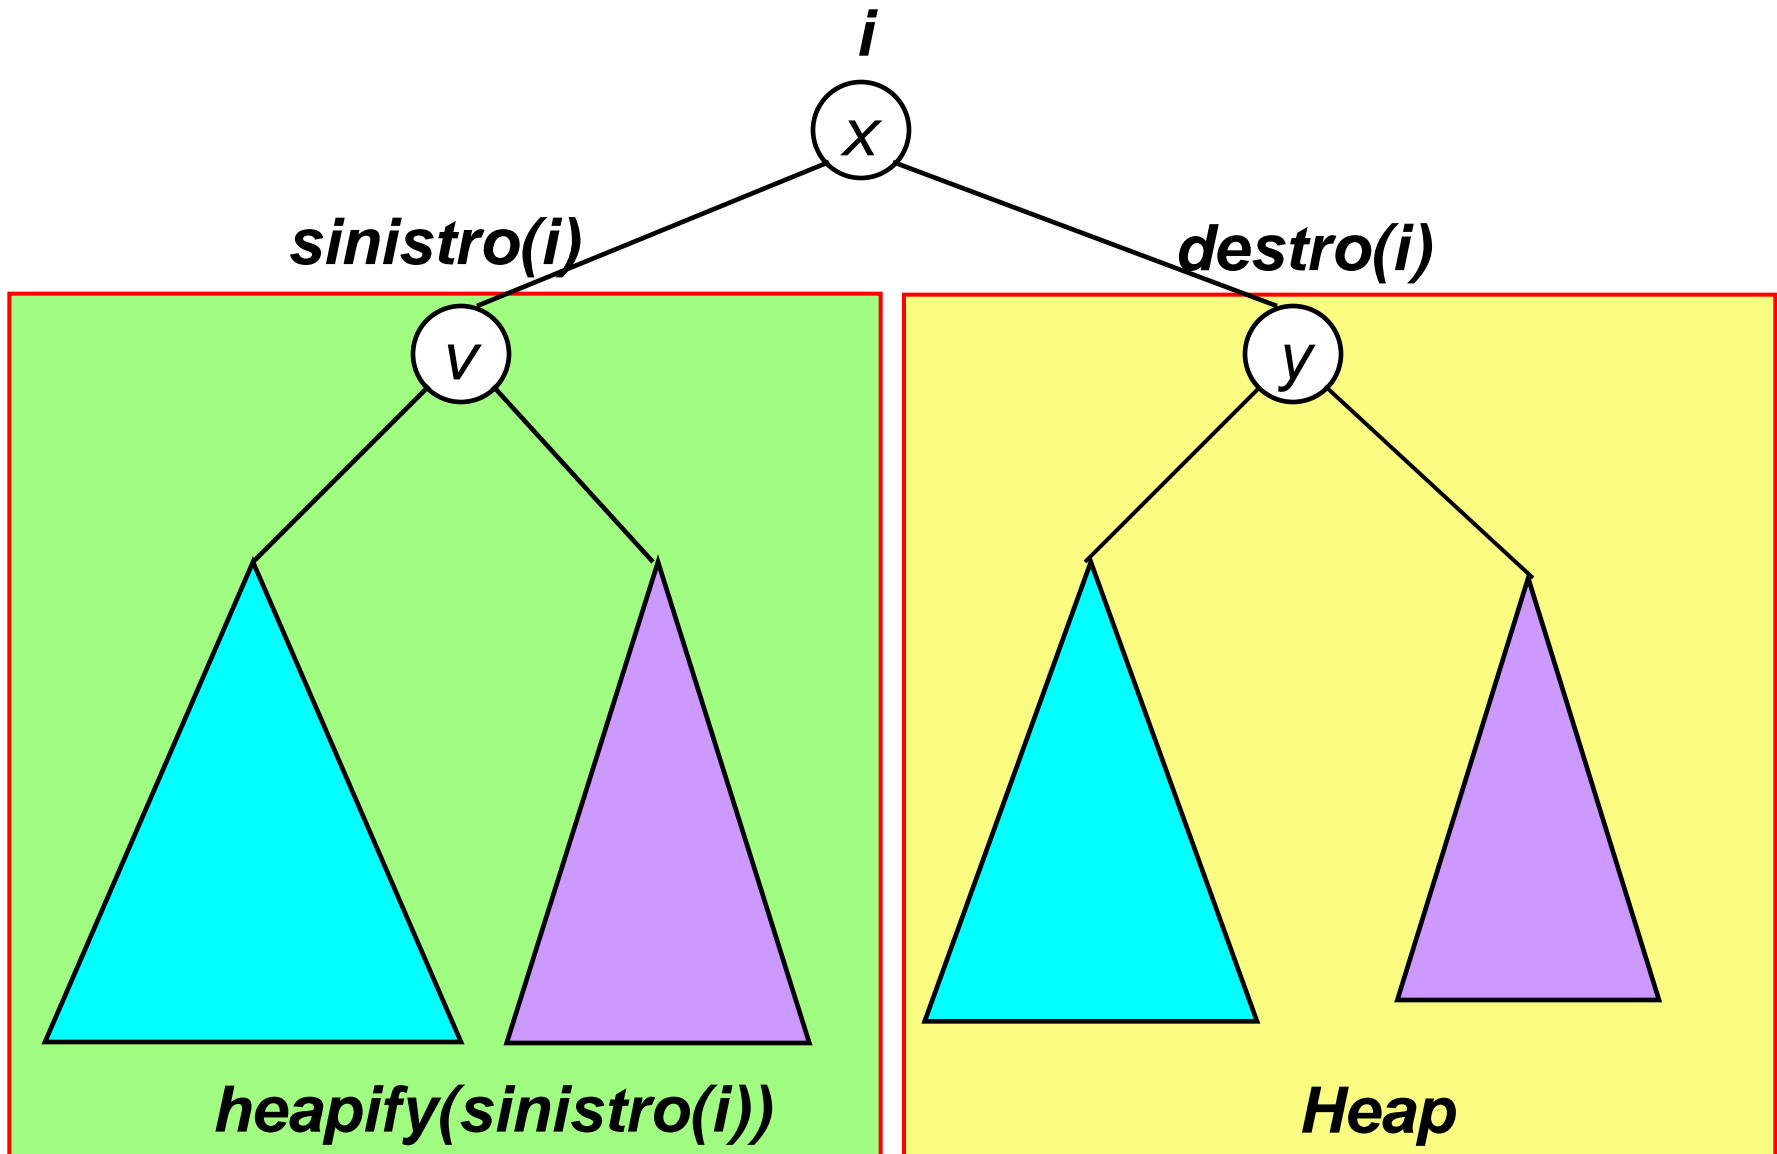 i
x
sinistro(i)
destro(i)
v
y
heapify(sinistro(i))
Heap